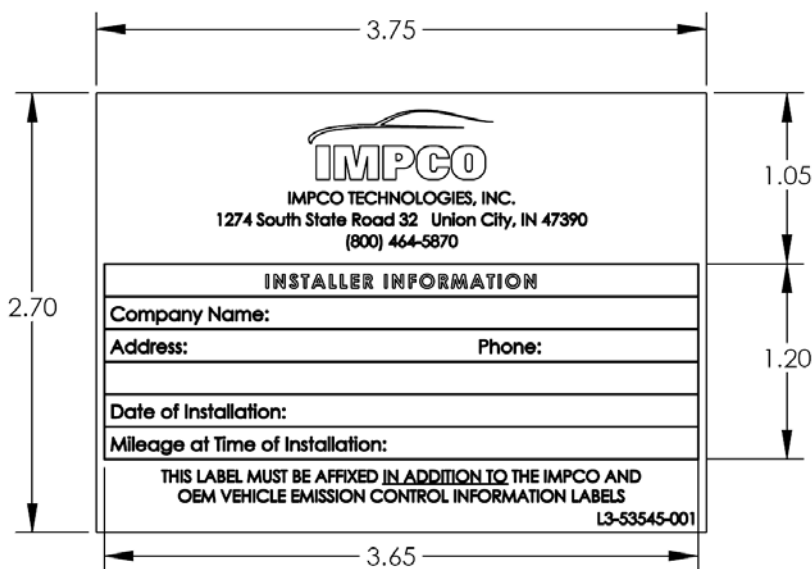 3.75
IMPCO
1.05
IMPCO TECHNOLOGIES, INC.
1274 South State Road 32 Union City, IN 47390
(800) 464-5870
INSTALLER INFORMATION
2.70
Company Name:
Address: Phone:
1.20
Date of Installation:
Mileage at Time of Installation:
THIS LABEL MUST BE AFFIXED IN ADDITION TO THE IMPCO AND
OEM VEHICLE EMISSION CONTROL INFORMATION LABELS
L3-53545-001
3.65